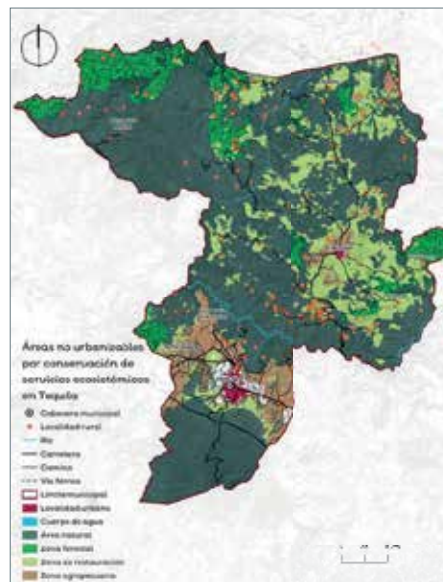 Áreas no urbanizables
por conservación de
servicios ecosistémicos
en Tequila
Cabecera municipal
Localidad rural
Río
Carretera
Camino
Vía férrea
Límite municipal
Localidad urbana
Cuerpo de agua
Área natural
Zona forestal
Zona de restauración
Zona agropecuaria